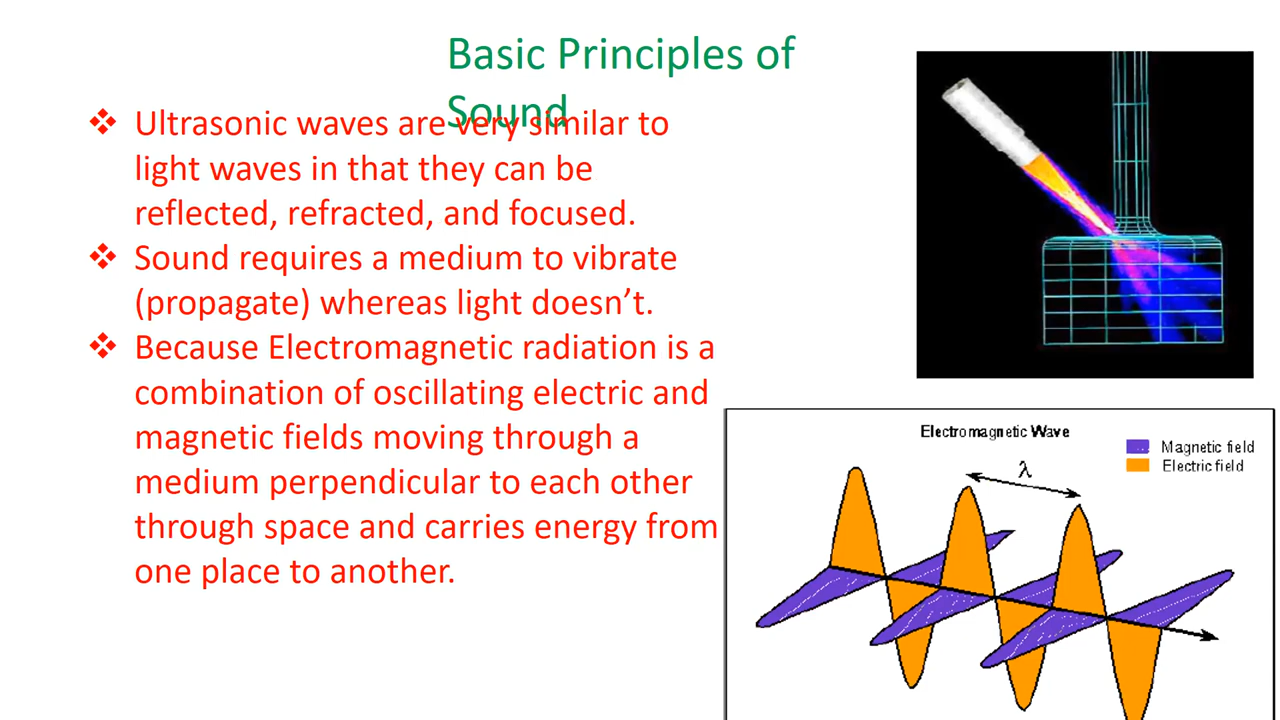 Basic Principles of
Sound
❖ Ultrasonic waves are very similar to
light waves in that they can be
reflected, refracted, and focused.
❖ Sound requires a medium to vibrate
(propagate) whereas light doesn’t.
❖ Because Electromagnetic radiation is a
combination of oscillating electric and
magnetic fields moving through a
medium perpendicular to each other
through space and carries energy from
one place to another.
Electromagnetic Wave
Magnetic field
Electric field
λ